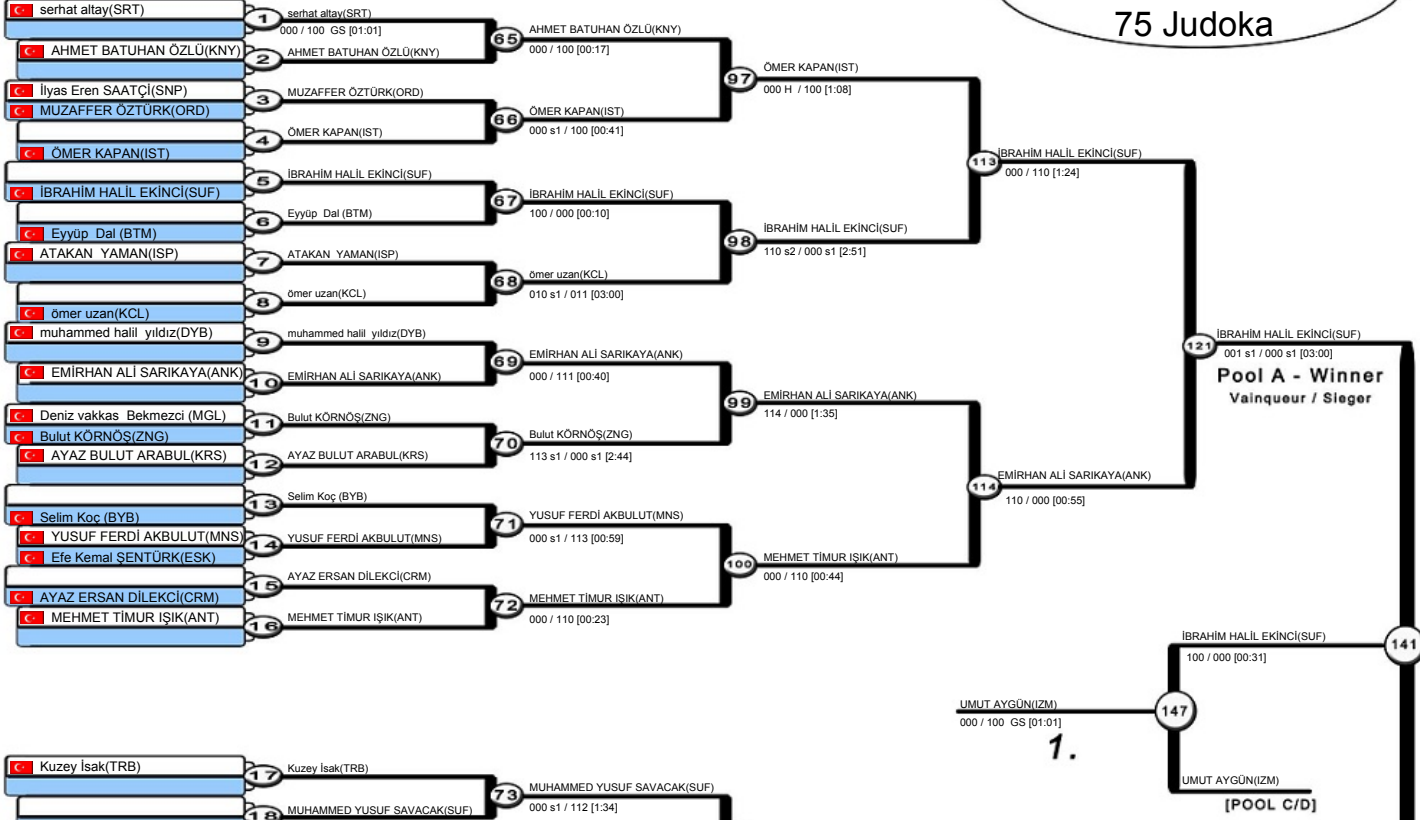 75 Judoka
serhat altay(SRT)
1
serhat altay(SRT)
000 / 100 GS [01:01]
AHMET BATUHAN ÖZLÜ(KNY)
2
AHMET BATUHAN ÖZLÜ(KNY)
65
AHMET BATUHAN ÖZLÜ(KNY)
000 / 100 [00:17]
İlyas Eren SAATÇİ(SNP)
MUZAFFER ÖZTÜRK(ORD)
3
MUZAFFER ÖZTÜRK(ORD)
ÖMER KAPAN(IST)
4
ÖMER KAPAN(IST)
66
ÖMER KAPAN(IST)
000 s1 / 100 [00:41]
97
ÖMER KAPAN(IST)
000 H / 100 [1:08]
İBRAHİM HALİL EKİNCİ(SUF)
5
İBRAHİM HALİL EKİNCİ(SUF)
Eyyüp Dal (BTM)
6
Eyyüp Dal (BTM)
67
İBRAHİM HALİL EKİNCİ(SUF)
100 / 000 [00:10]
ATAKAN YAMAN(ISP)
7
ATAKAN YAMAN(ISP)
ömer uzan(KCL)
8
ömer uzan(KCL)
68
ömer uzan(KCL)
010 s1 / 011 [03:00]
98
İBRAHİM HALİL EKİNCİ(SUF)
110 s2 / 000 s1 [2:51]
113
İBRAHİM HALİL EKİNCİ(SUF)
000 / 110 [1:24]
muhammed halil yıldız(DYB)
9
muhammed halil yıldız(DYB)
EMİRHAN ALİ SARIKAYA(ANK)
10
EMİRHAN ALİ SARIKAYA(ANK)
69
EMİRHAN ALİ SARIKAYA(ANK)
000 / 111 [00:40]
Deniz vakkas Bekmezci (MGL)
Bulut KÖRNÖŞ(ZNG)
11
Bulut KÖRNÖŞ(ZNG)
AYAZ BULUT ARABUL(KRS)
12
AYAZ BULUT ARABUL(KRS)
70
Bulut KÖRNÖŞ(ZNG)
113 s1 / 000 s1 [2:44]
99
EMİRHAN ALİ SARIKAYA(ANK)
114 / 000 [1:35]
Selim Koç (BYB)
13
Selim Koç (BYB)
YUSUF FERDİ AKBULUT(MNS)
Efe Kemal ŞENTÜRK(ESK)
14
YUSUF FERDİ AKBULUT(MNS)
71
YUSUF FERDİ AKBULUT(MNS)
000 s1 / 113 [00:59]
AYAZ ERSAN DİLEKCİ(CRM)
15
AYAZ ERSAN DİLEKCİ(CRM)
MEHMET TİMUR IŞIK(ANT)
16
MEHMET TİMUR IŞIK(ANT)
72
MEHMET TİMUR IŞIK(ANT)
000 / 110 [00:23]
100
MEHMET TİMUR IŞIK(ANT)
000 / 110 [00:44]
114
EMİRHAN ALİ SARIKAYA(ANK)
110 / 000 [00:55]
121
İBRAHİM HALİL EKİNCİ(SUF)
001 s1 / 000 s1 [03:00]
Pool A - Winner
Vainqueur / Sieger
İBRAHİM HALİL EKİNCİ(SUF)
100 / 000 [00:31]
141
UMUT AYGÜN(IZM)
000 / 100 GS [01:01]
1.
147
UMUT AYGÜN(IZM)
[POOL C/D]
Kuzey İsak(TRB)
17
Kuzey İsak(TRB)
18
MUHAMMED YUSUF SAVACAK(SUF)
73
MUHAMMED YUSUF SAVACAK(SUF)
000 s1 / 112 [1:34]